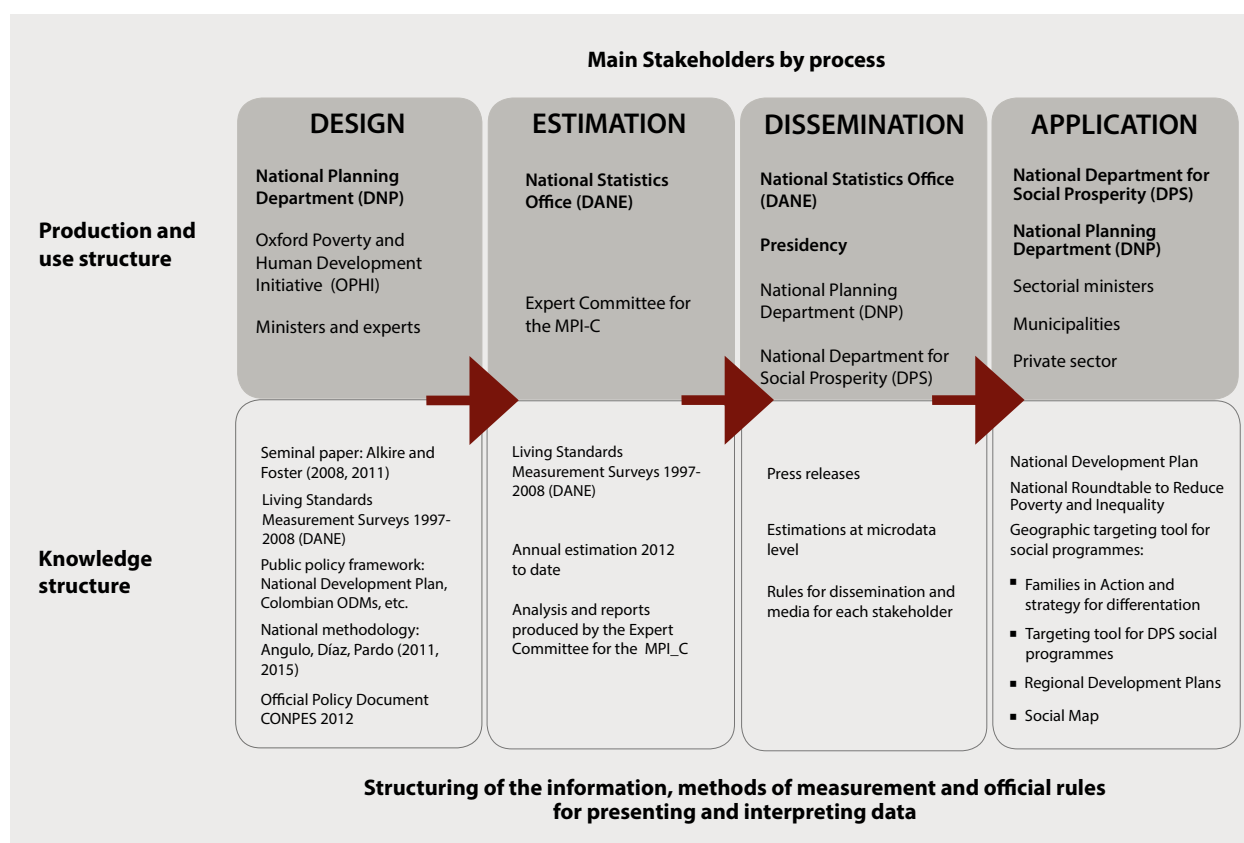 Main Stakeholders by process
Production and
use structure
DESIGN
National Planning
Department (DNP)
Oxford Poverty and
Human Development
Initiative (OPHI)
Ministers and experts
ESTIMATION
National Statistics
Office (DANE)
Expert Committee for
the MPI-C
DISSEMINATION
National Statistics Office
(DANE)
Presidency
National Planning
Department (DNP)
National Department for
Social Prosperity (DPS)
APPLICATION
National Department for
Social Prosperity (DPS)
National Planning
Department (DNP)
Sectorial ministers
Municipalities
Private sector
Knowledge
structure
Seminal paper: Alkire and
Foster (2008, 2011)
Living Standards
Measurement Surveys 1997-
2008 (DANE)
Public policy framework:
National Development Plan,
Colombian ODMs, etc.
National methodology:
Angulo, Díaz, Pardo (2011,
2015)
Official Policy Document
CONPES 2012
Living Standards
Measurement Surveys 1997-
2008 (DANE)
Annual estimation 2012
to date
Analysis and reports
produced by the Expert
Committee for the MPI_C
Press releases
Estimations at microdata
level
Rules for dissemination and
media for each stakeholder
National Development Plan
National Roundtable to Reduce
Poverty and Inequality
Geographic targeting tool for
social programmes:
▪ Families in Action and
strategy for differentation
▪ Targeting tool for DPS social
programmes
▪ Regional Development Plans
▪ Social Map
Structuring of the information, methods of measurement and official rules
for presenting and interpreting data